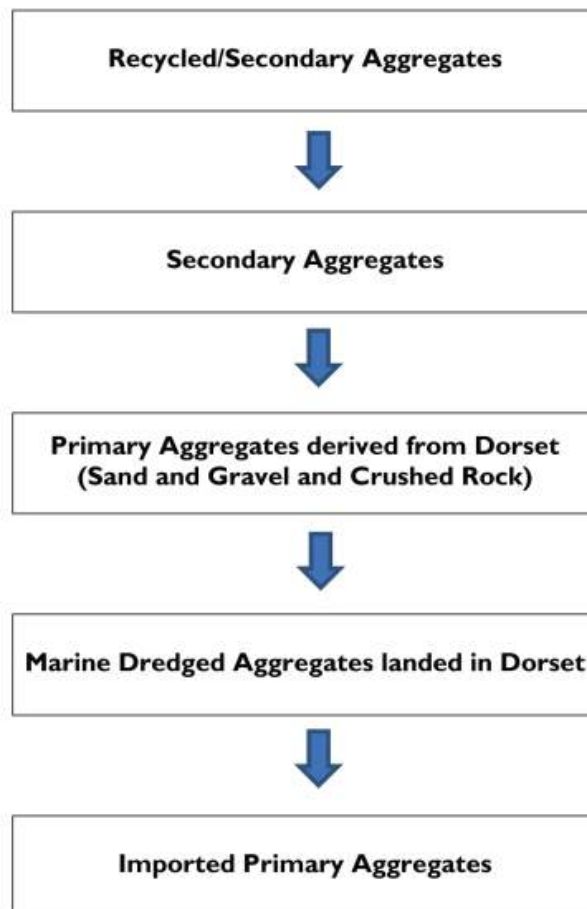 Recycled/Secondary Aggregates
Secondary Aggregates
Primary Aggregates derived from Dorset
(Sand and Gravel and Crushed Rock)
Marine Dredged Aggregates landed in Dorset
Imported Primary Aggregates